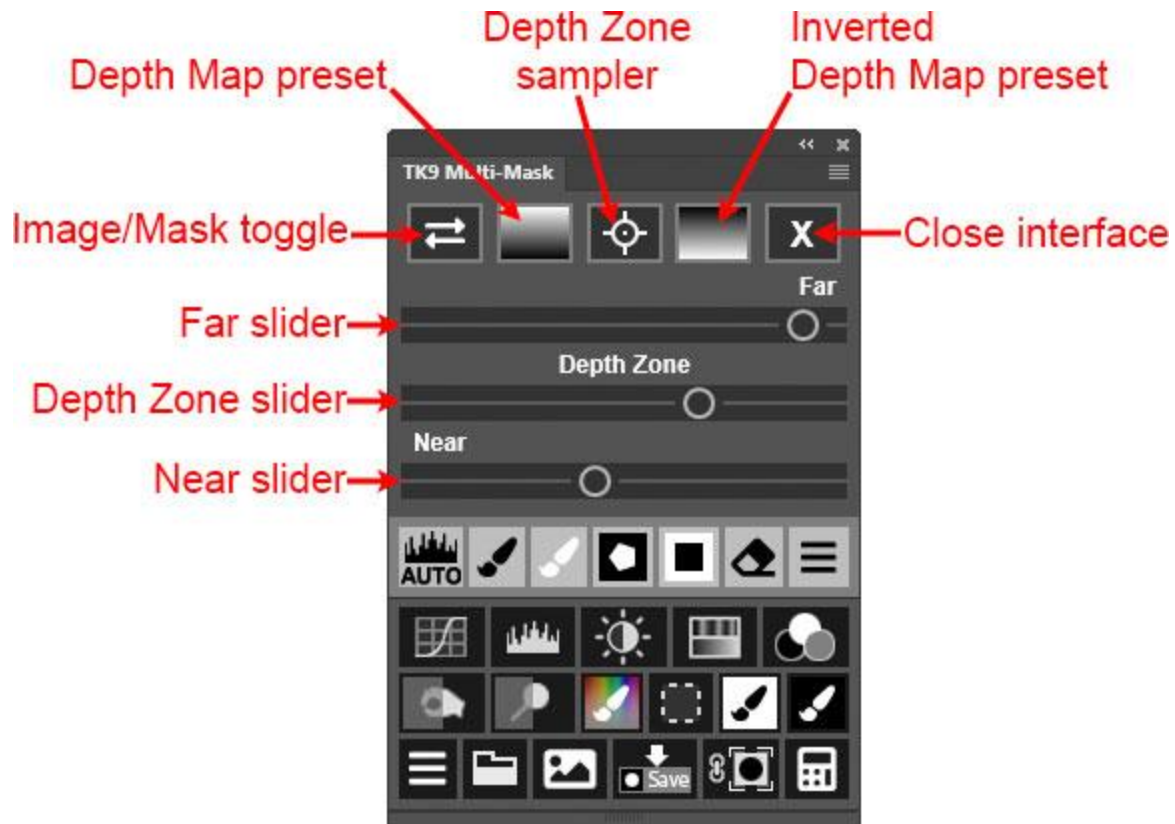 Depth Zone
sampler
Inverted
Depth Map preset
Depth Map preset
TK9 Multi-Mask
Image/Mask toggle
X
Close interface
Far
Far slider
Depth Zone
Depth Zone slider
Near
Near slider
AUTO
Save